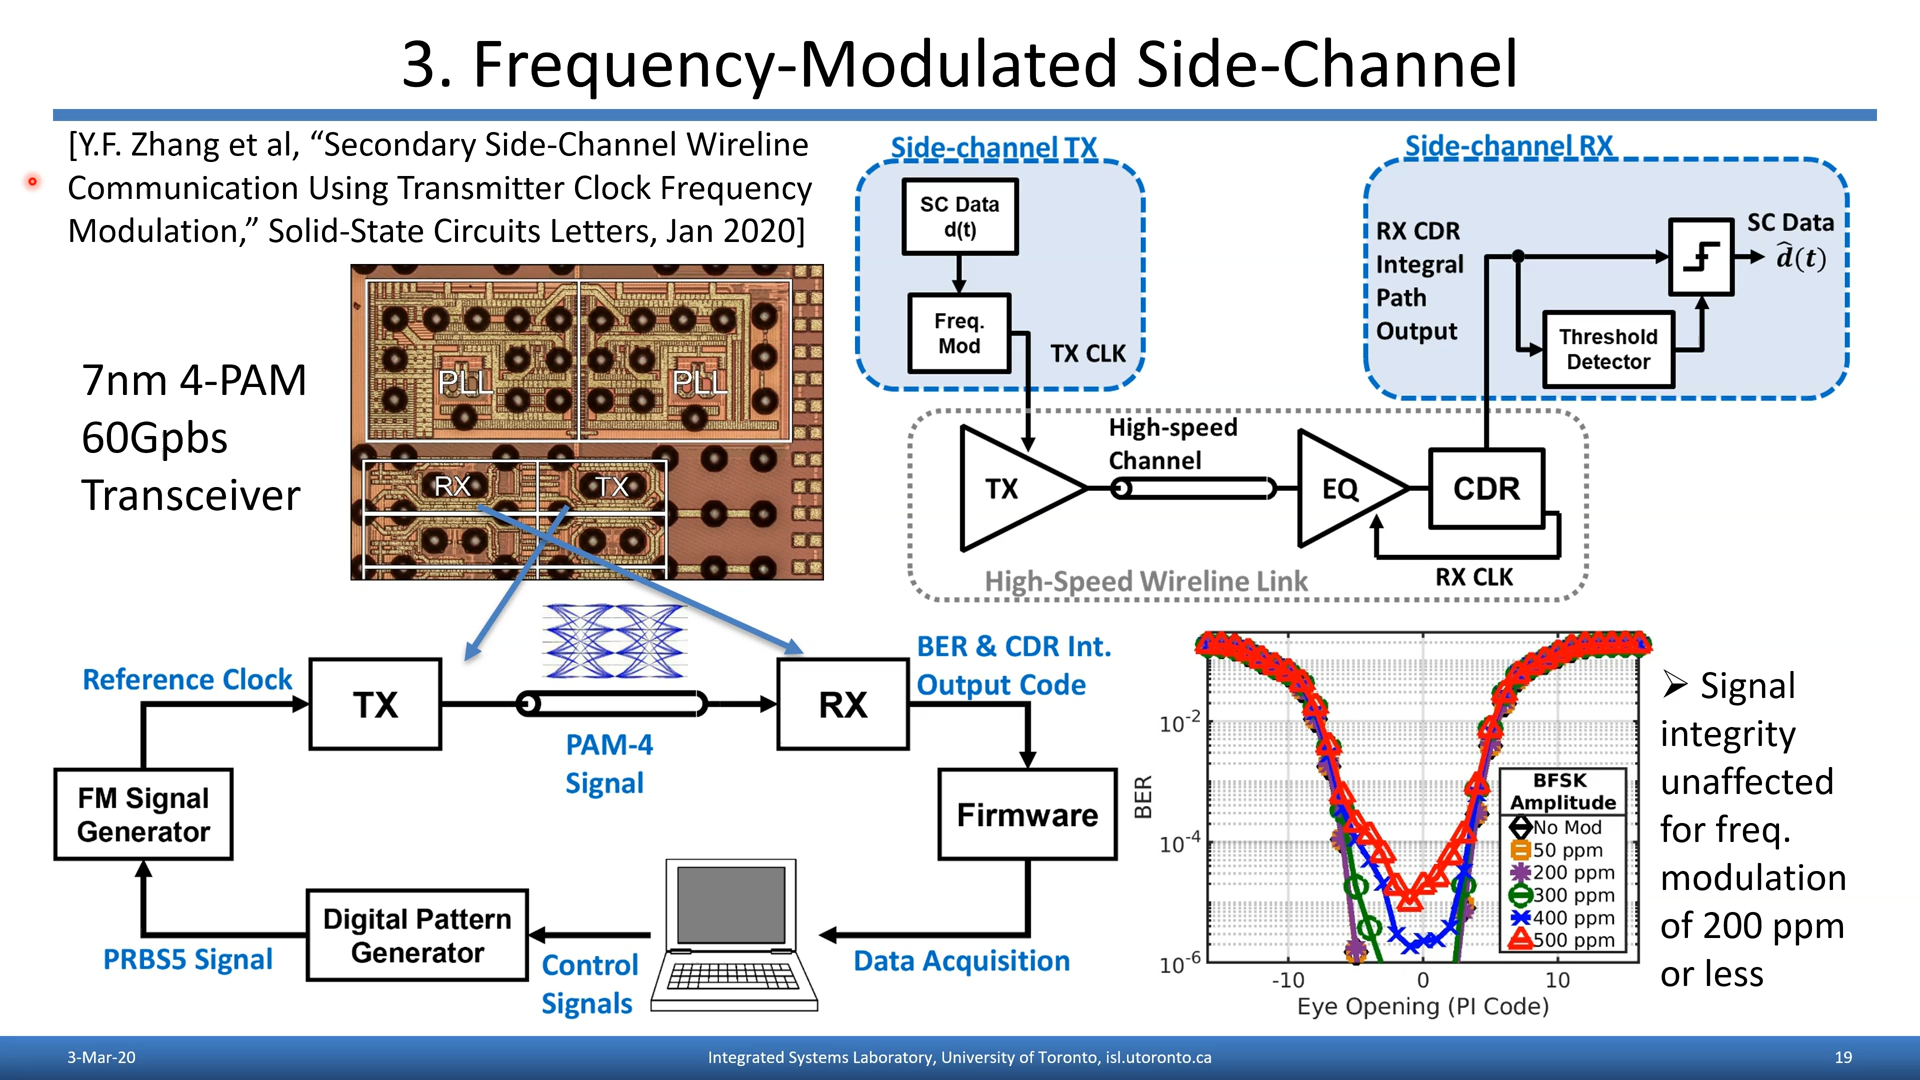 3. Frequency-Modulated Side-Channel
[Y.F. Zhang et al, “Secondary Side-Channel Wireline
Communication Using Transmitter Clock Frequency
Modulation,” Solid-State Circuits Letters, Jan 2020]
7nm 4-PAM
60Gpbs
Transceiver
PLL
PLL
RX
TX
Side-channel TX
SC Data
d(t)
Freq.
Mod
TX CLK
Side-channel RX
RX CDR
Integral
Path
Output
SC Data
d̂(t)
Threshold
Detector
TX
High-speed
Channel
EQ
CDR
RX CLK
High-Speed Wireline Link
Reference Clock
TX
PAM-4
Signal
RX
BER & CDR Int.
Output Code
FM Signal
Generator
Firmware
PRBS5 Signal
Digital Pattern
Generator
Control
Signals
Data Acquisition
BER
10-2
10-4
10-6
-10
0
10
Eye Opening (PI Code)
BFSK
Amplitude
No Mod
50 ppm
200 ppm
300 ppm
400 ppm
500 ppm
➢ Signal
integrity
unaffected
for freq.
modulation
of 200 ppm
or less
3-Mar-20
Integrated Systems Laboratory, University of Toronto, isl.utoronto.ca
19